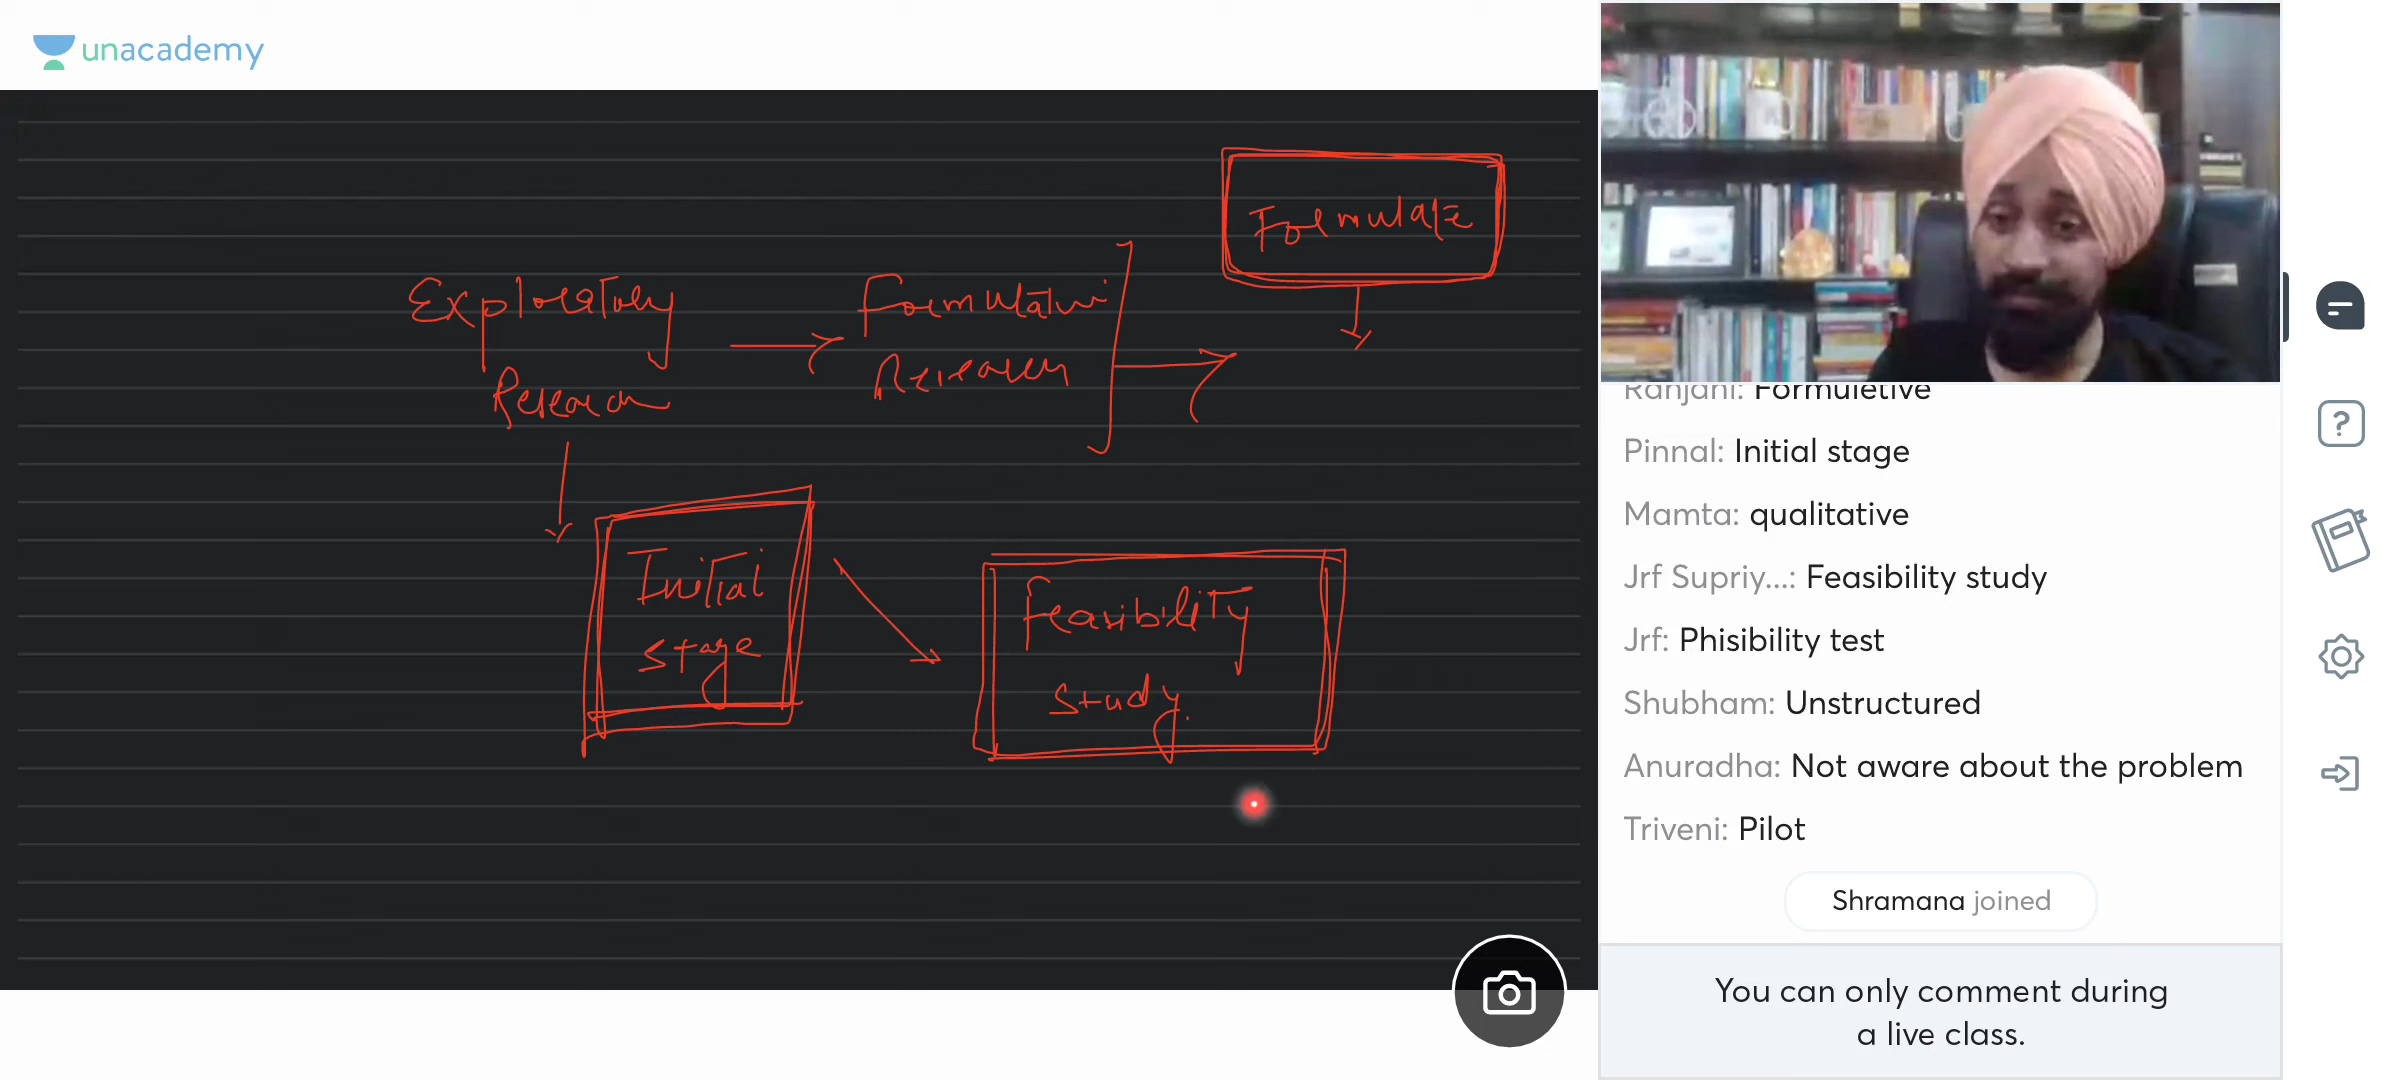 unacademy
Formulate
Exploratory
Research
Formulative
Research
Initial
stage
Feasibility
study.
Ranjani: Formuletive
Pinnal: Initial stage
Mamta: qualitative
Jrf Supriy...: Feasibility study
Jrf: Phisibility test
Shubham: Unstructured
Anuradha: Not aware about the problem
Triveni: Pilot
Shramana joined
You can only comment during
a live class.